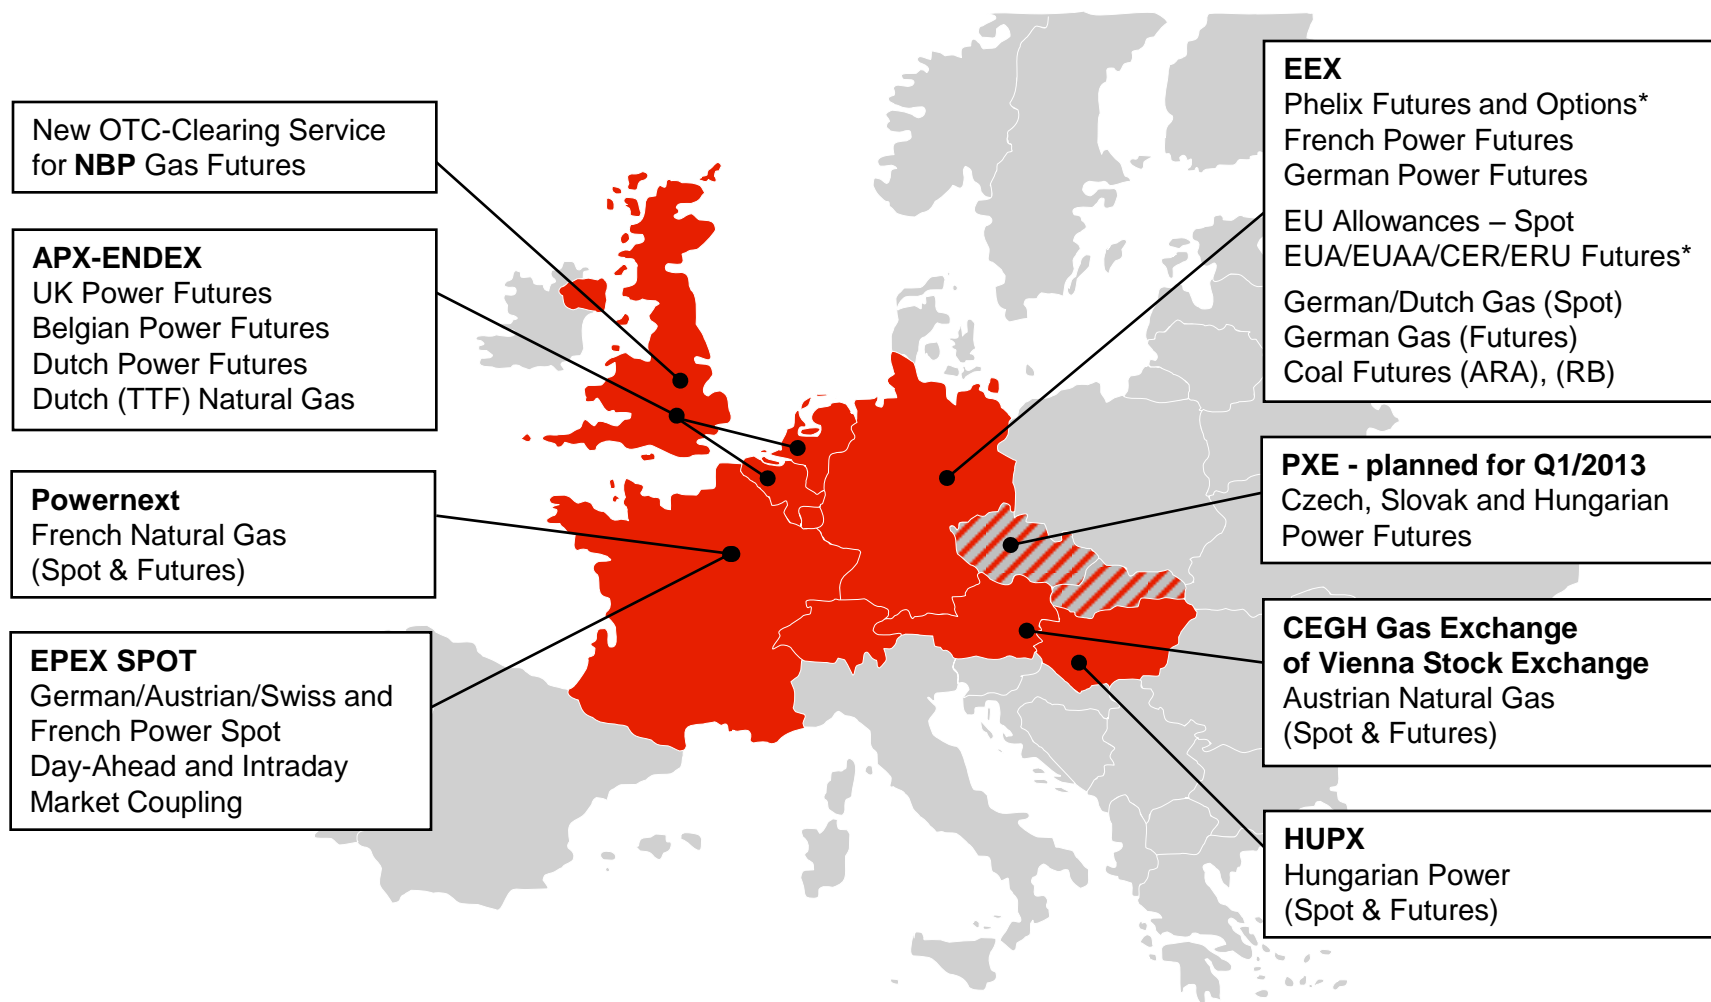 New OTC-Clearing Service
for NBP Gas Futures
APX-ENDEX
UK Power Futures
Belgian Power Futures
Dutch Power Futures
Dutch (TTF) Natural Gas
Powernext
French Natural Gas
(Spot & Futures)
EPEX SPOT
German/Austrian/Swiss and
French Power Spot
Day-Ahead and Intraday
Market Coupling
EEX
Phelix Futures and Options*
French Power Futures
German Power Futures
EU Allowances – Spot
EUA/EUAA/CER/ERU Futures*
German/Dutch Gas (Spot)
German Gas (Futures)
Coal Futures (ARA), (RB)
PXE - planned for Q1/2013
Czech, Slovak and Hungarian
Power Futures
CEGH Gas Exchange
of Vienna Stock Exchange
Austrian Natural Gas
(Spot & Futures)
HUPX
Hungarian Power
(Spot & Futures)